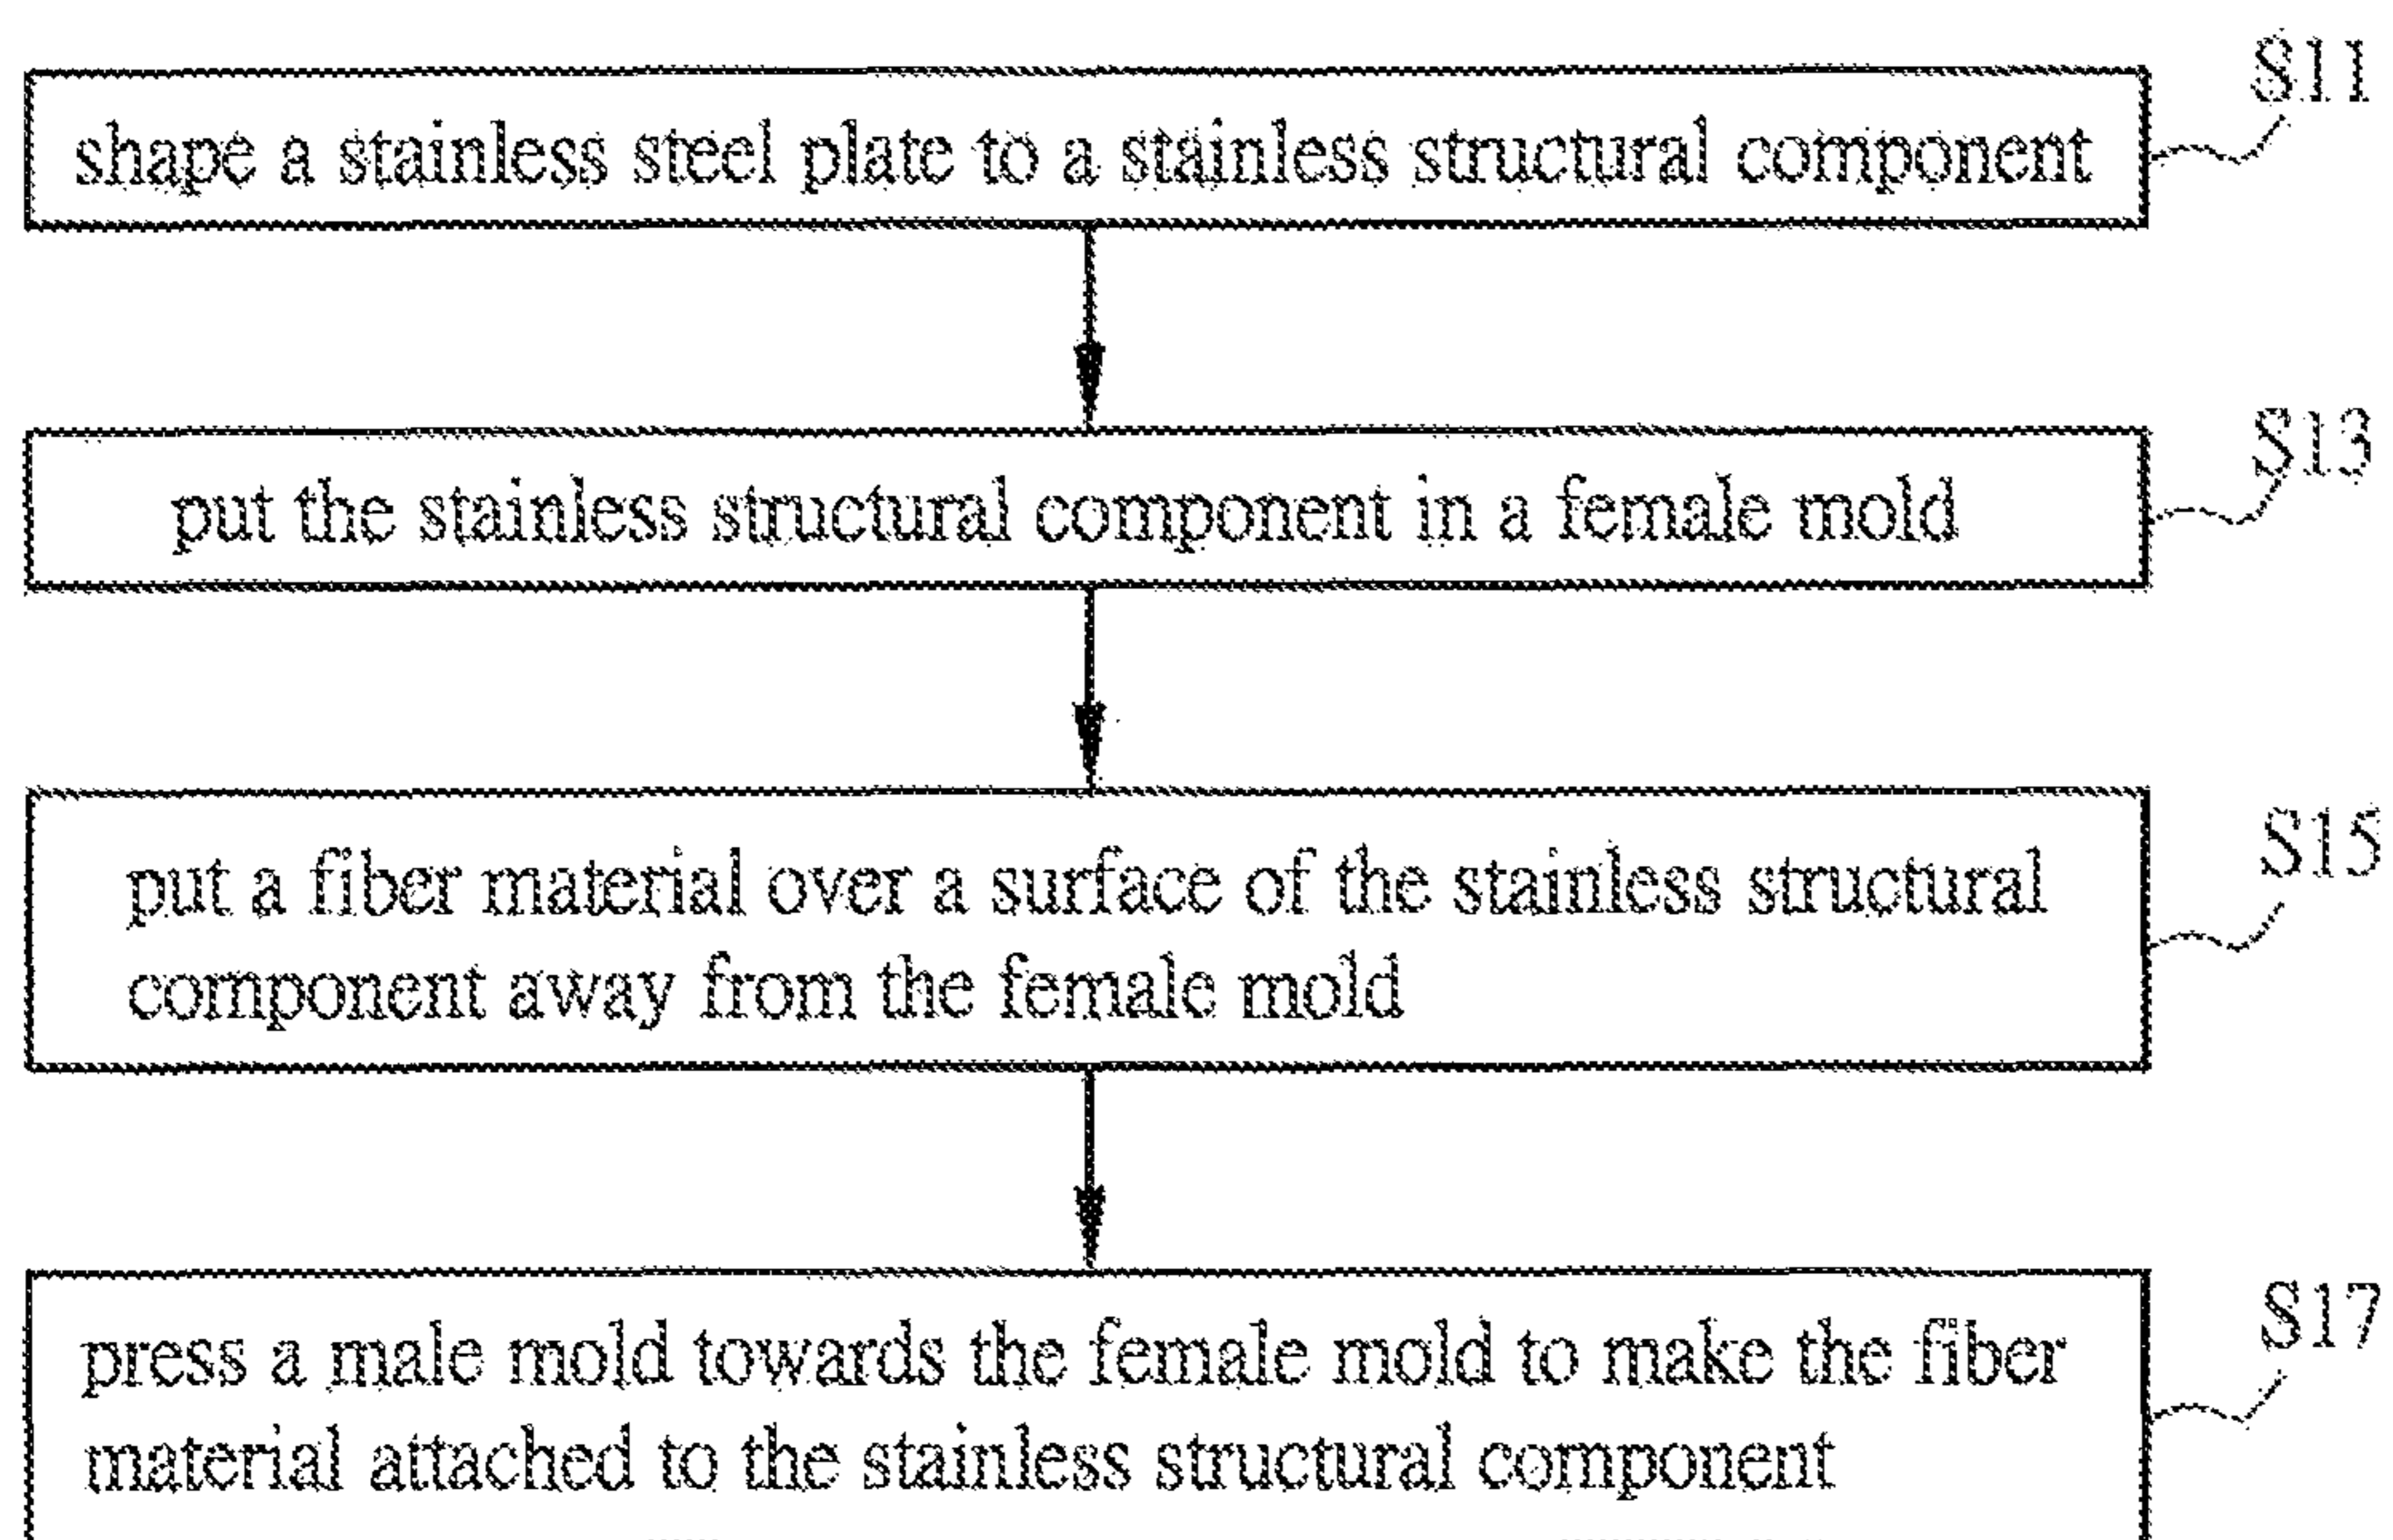 S11
shape a stainless steel plate to a stainless structural component
S13
put the stainless structural component in a female mold
S15
put a fiber material over a surface of the stainless structural
component away from the female mold
S17
press a male mold towards the female mold to make the fiber
material attached to the stainless structural component